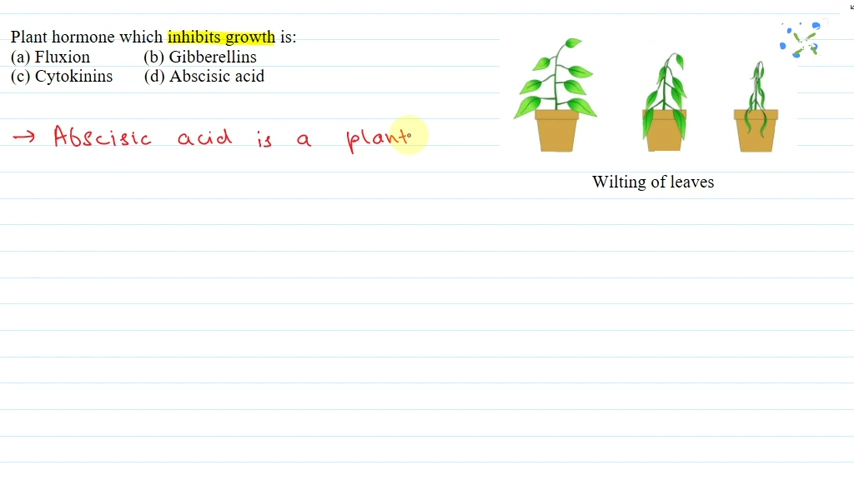 Plant hormone which inhibits growth is:
(a) Fluxion (b) Gibberellins
(c) Cytokinins (d) Abscisic acid
→ Abscisic acid is a plant
Wilting of leaves